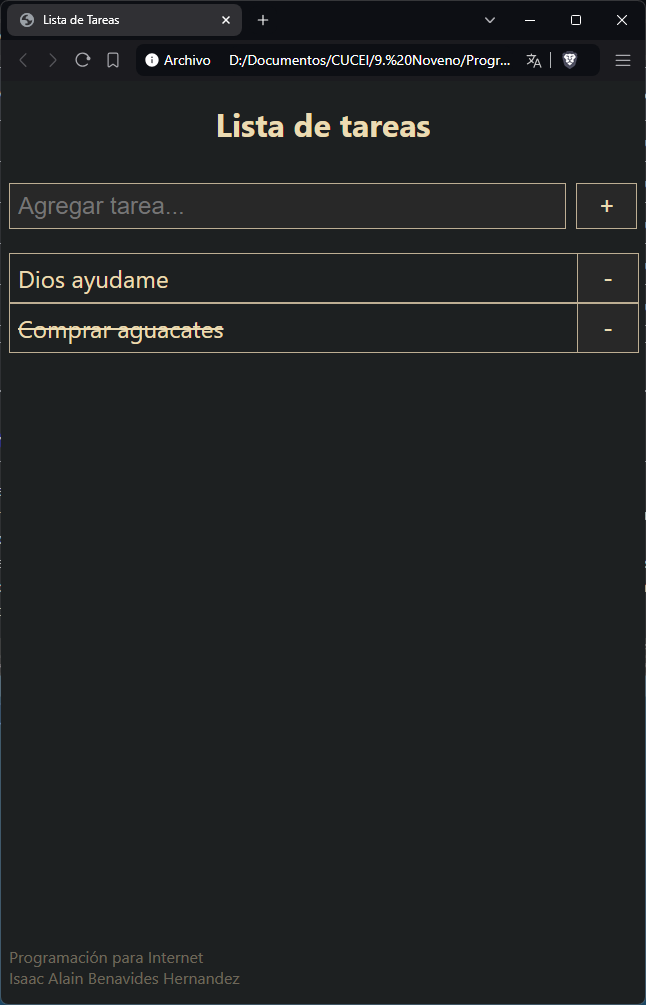 Lista de Tareas
Archivo D:/Documentos/CUCEI/9.%20Noveno/Progr...
Lista de tareas
Agregar tarea...
+
Dios ayudame
-
Comprar aguacates
-
Programación para Internet
Isaac Alain Benavides Hernandez